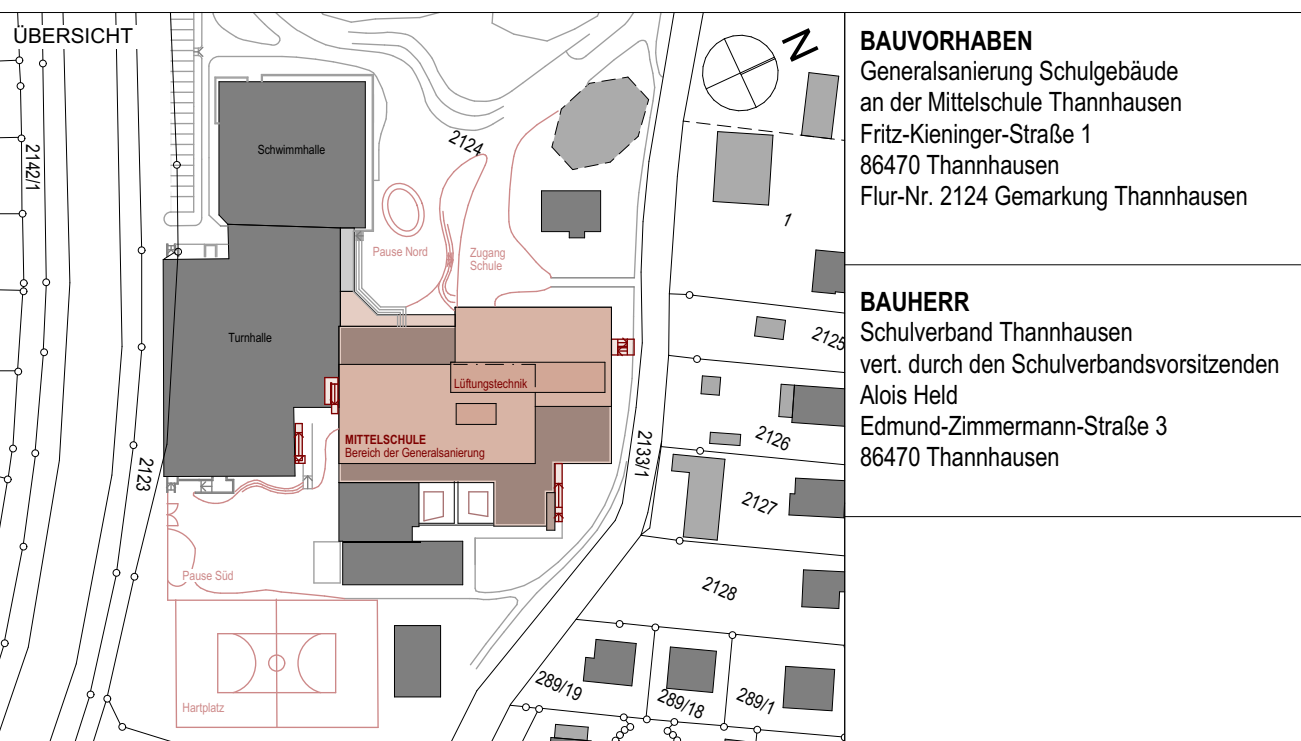 ÜBERSICHT
Schwimmhalle
2142/1
2124
N
1
Pause Nord
Zugang
Schule
Turnhalle
2125
Lüftungstechnik
MITTELSCHULE
Bereich der Generalsanierung
2126
2133/1
2123
2127
Pause Süd
2128
Hartplatz
289/19
289/18
289/1
BAUVORHABEN
Generalsanierung Schulgebäude
an der Mittelschule Thannhausen
Fritz-Kieninger-Straße 1
86470 Thannhausen
Flur-Nr. 2124 Gemarkung Thannhausen
BAUHERR
Schulverband Thannhausen
vert. durch den Schulverbandsvorsitzenden
Alois Held
Edmund-Zimmermann-Straße 3
86470 Thannhausen